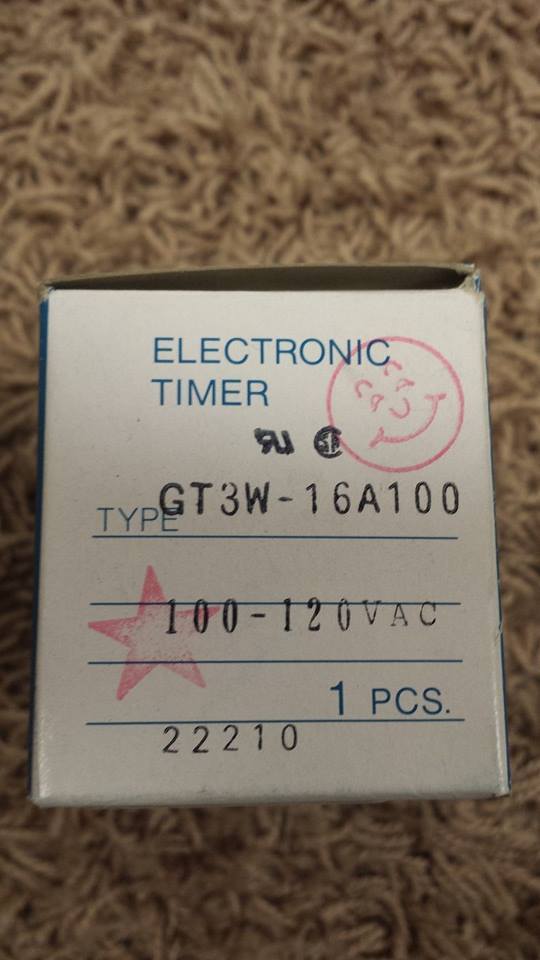 ELECTRONIC
TIMER
TYPE GT3W-16A100
100-120VAC
1 PCS.
22210